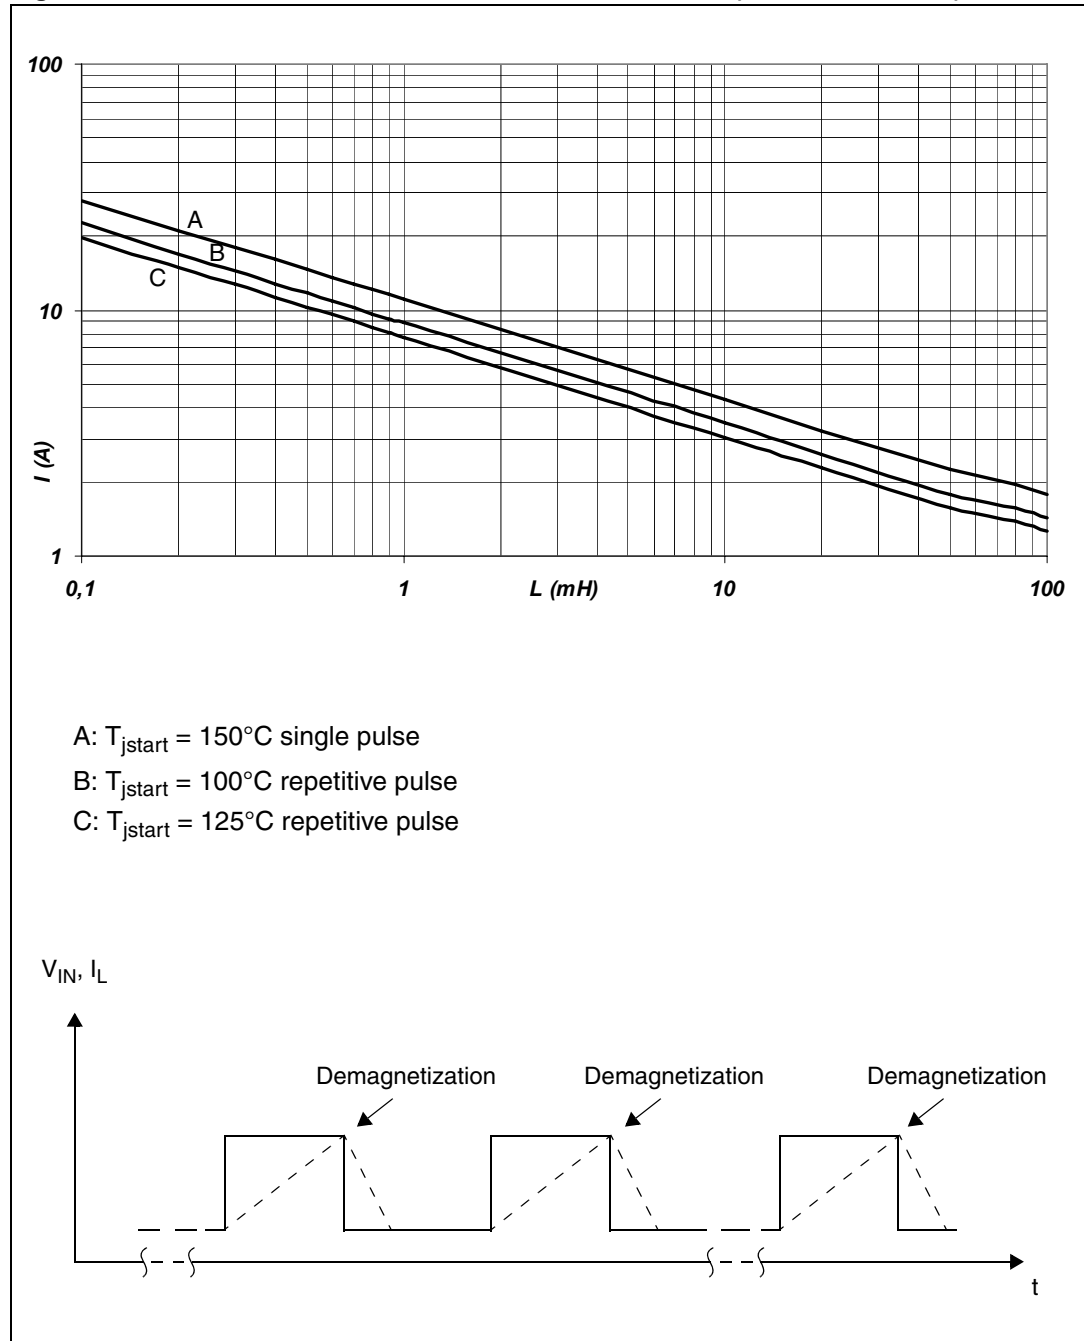 100
A
B
C
10
I (A)
1
0,1 1 L (mH) 10 100
A: Tjstart = 150°C single pulse
B: Tjstart = 100°C repetitive pulse
C: Tjstart = 125°C repetitive pulse
VIN, IL
Demagnetization Demagnetization Demagnetization
t